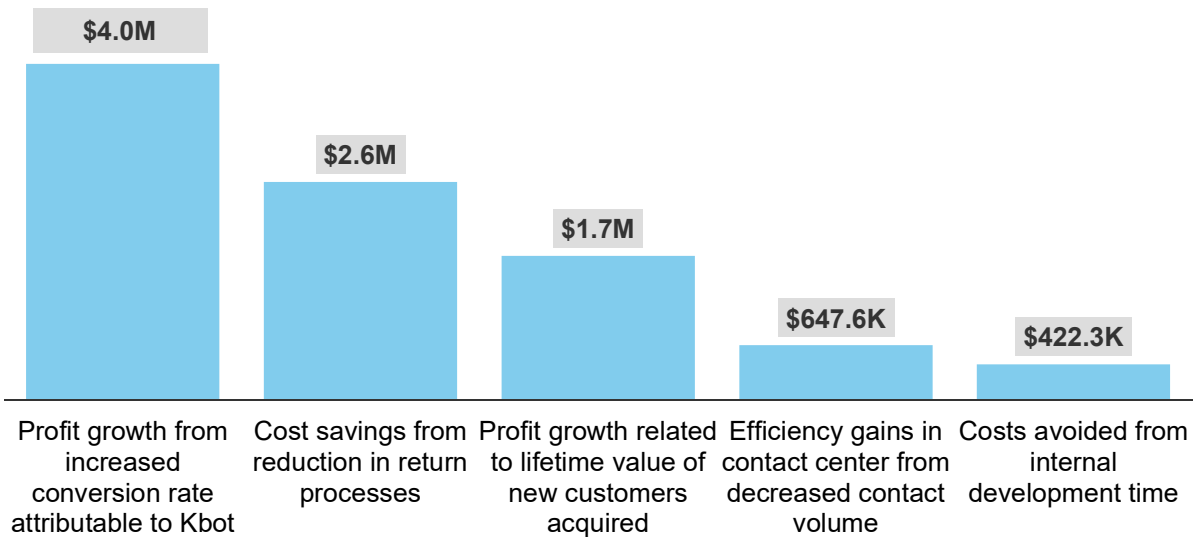 $4.0M
$2.6M
$1.7M
$647.6K
$422.3K
Profit growth from
increased
conversion rate
attributable to Kbot
Cost savings from
reduction in return
processes
Profit growth related
to lifetime value of
new customers
acquired
Efficiency gains in
contact center from
decreased contact
volume
Costs avoided from
internal
development time